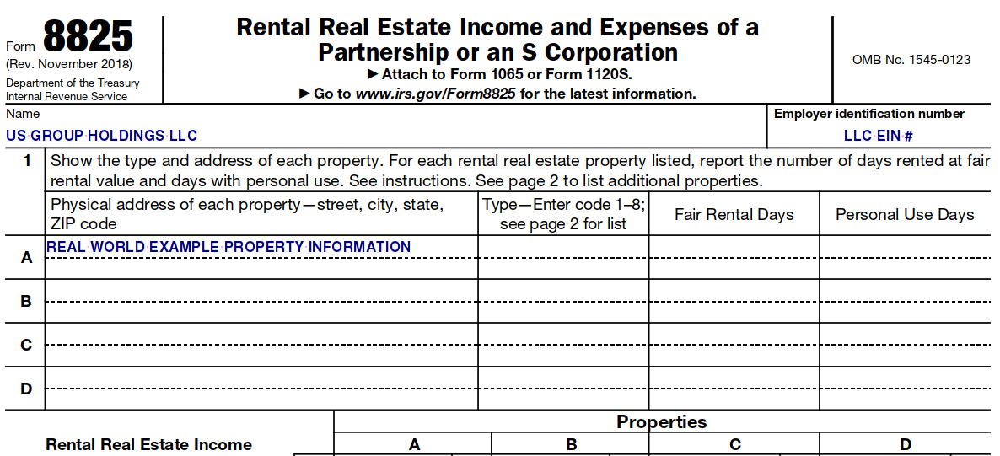 Form 8825
(Rev. November 2018)
Department of the Treasury
Internal Revenue Service
Rental Real Estate Income and Expenses of a
Partnership or an S Corporation
▶ Attach to Form 1065 or Form 1120S.
▶ Go to www.irs.gov/Form8825 for the latest information.
OMB No. 1545-0123
Name
US GROUP HOLDINGS LLC
Employer identification number
LLC EIN #
1 Show the type and address of each property. For each rental real estate property listed, report the number of days rented at fair
rental value and days with personal use. See instructions. See page 2 to list additional properties.
Physical address of each property—street, city, state,
ZIP code
Type—Enter code 1–8;
see page 2 for list
Fair Rental Days
Personal Use Days
A REAL WORLD EXAMPLE PROPERTY INFORMATION
B
C
D
Properties
Rental Real Estate Income A B C D